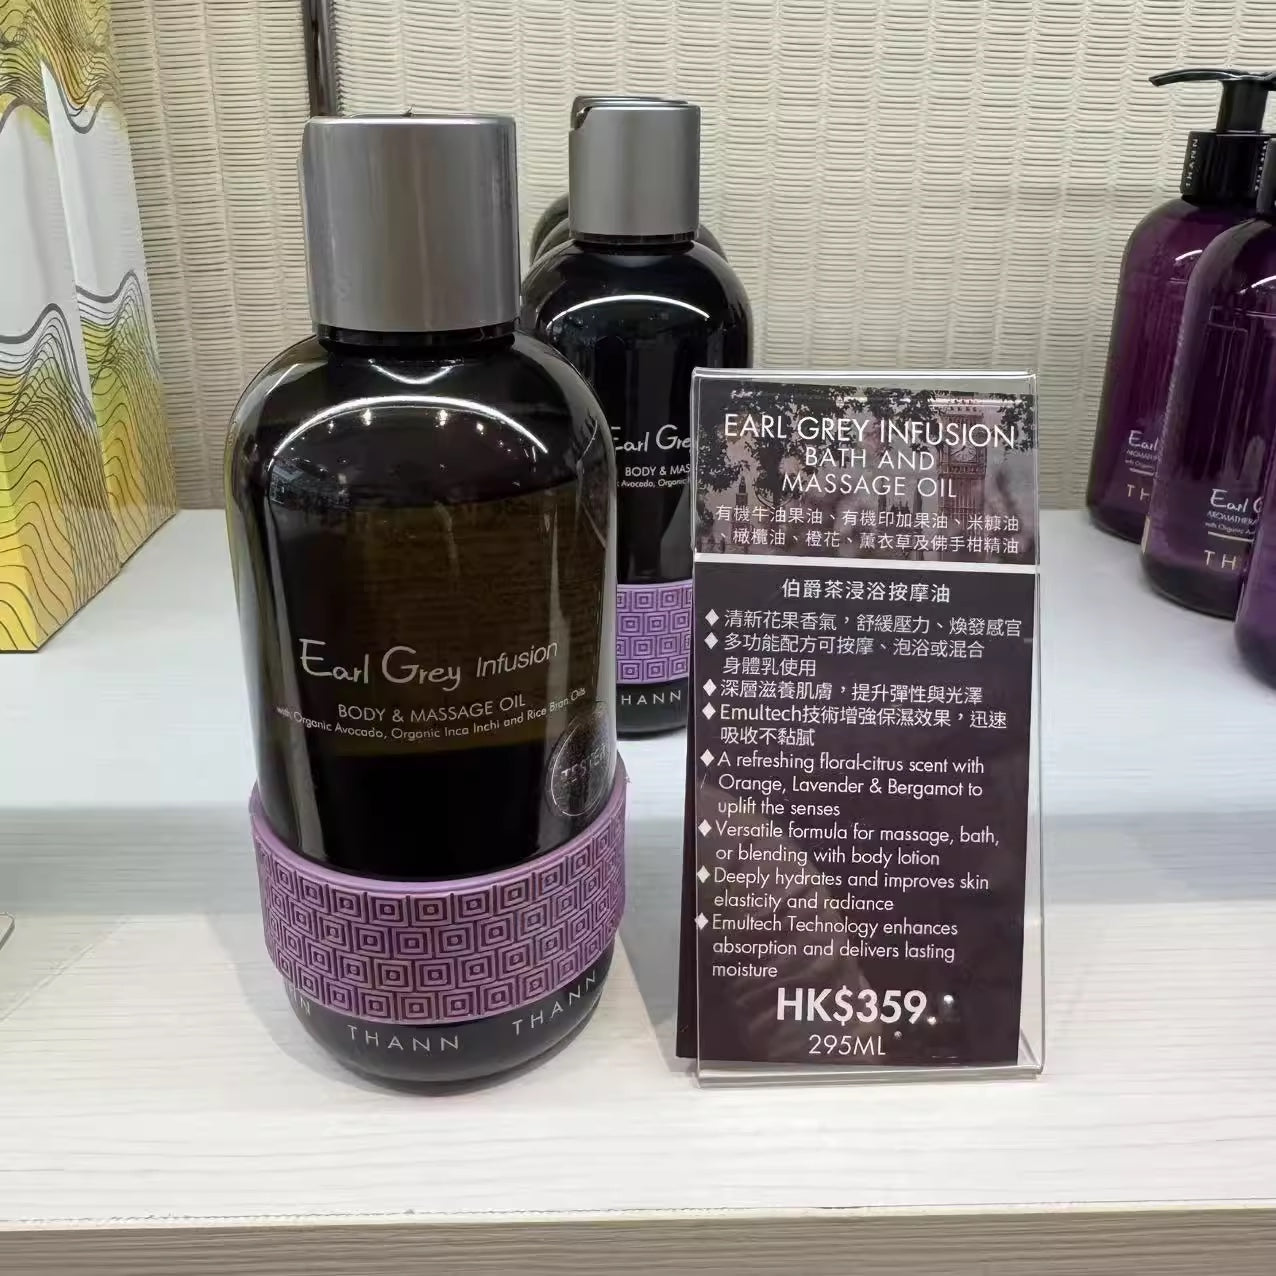 Earl Grey Infusion
BODY & MASSAGE OIL
with Organic Avocado, Organic Inca Inchi and Rice Bran Oils
TESTER
THANN
THANN
Earl Gre
BODY & MAS
Avocado, Organic
HANN
EARL GREY INFUSION
BATH AND
MASSAGE OIL
有機牛油果油、有機印加果油、米糠油
、橄欖油、橙花、薰衣草及佛手柑精油
伯爵茶浸浴按摩油
♦ 清新花果香氣，舒緩壓力、煥發感官
♦ 多功能配方可按摩、泡浴或混合
身體乳使用
♦ 深層滋養肌膚，提升彈性與光澤
♦ Emultech技術增強保濕效果，迅速
吸收不黏膩
♦ A refreshing floral-citrus scent with
Orange, Lavender & Bergamot to
uplift the senses
♦ Versatile formula for massage, bath,
or blending with body lotion
♦ Deeply hydrates and improves skin
elasticity and radiance
♦ Emultech Technology enhances
absorption and delivers lasting
moisture
HK$359.
295ML
THANN
Earl
TH
Earl G
AROMATHERA
TH